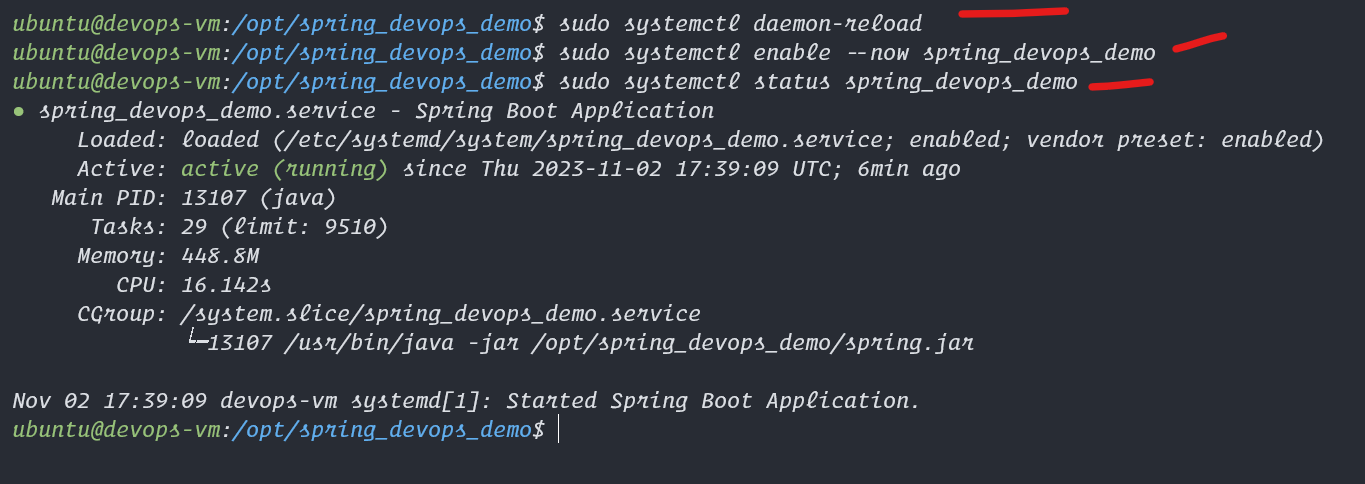 ubuntu@devops-vm:/opt/spring_devops_demo$ sudo systemctl daemon-reload
ubuntu@devops-vm:/opt/spring_devops_demo$ sudo systemctl enable --now spring_devops_demo
ubuntu@devops-vm:/opt/spring_devops_demo$ sudo systemctl status spring_devops_demo
● spring_devops_demo.service - Spring Boot Application
Loaded: loaded (/etc/systemd/system/spring_devops_demo.service; enabled; vendor preset: enabled)
Active: active (running) since Thu 2023-11-02 17:39:09 UTC; 6min ago
Main PID: 13107 (java)
Tasks: 29 (limit: 9510)
Memory: 448.8M
CPU: 16.142s
CGroup: /system.slice/spring_devops_demo.service
└─13107 /usr/bin/java -jar /opt/spring_devops_demo/spring.jar
Nov 02 17:39:09 devops-vm systemd[1]: Started Spring Boot Application.
ubuntu@devops-vm:/opt/spring_devops_demo$